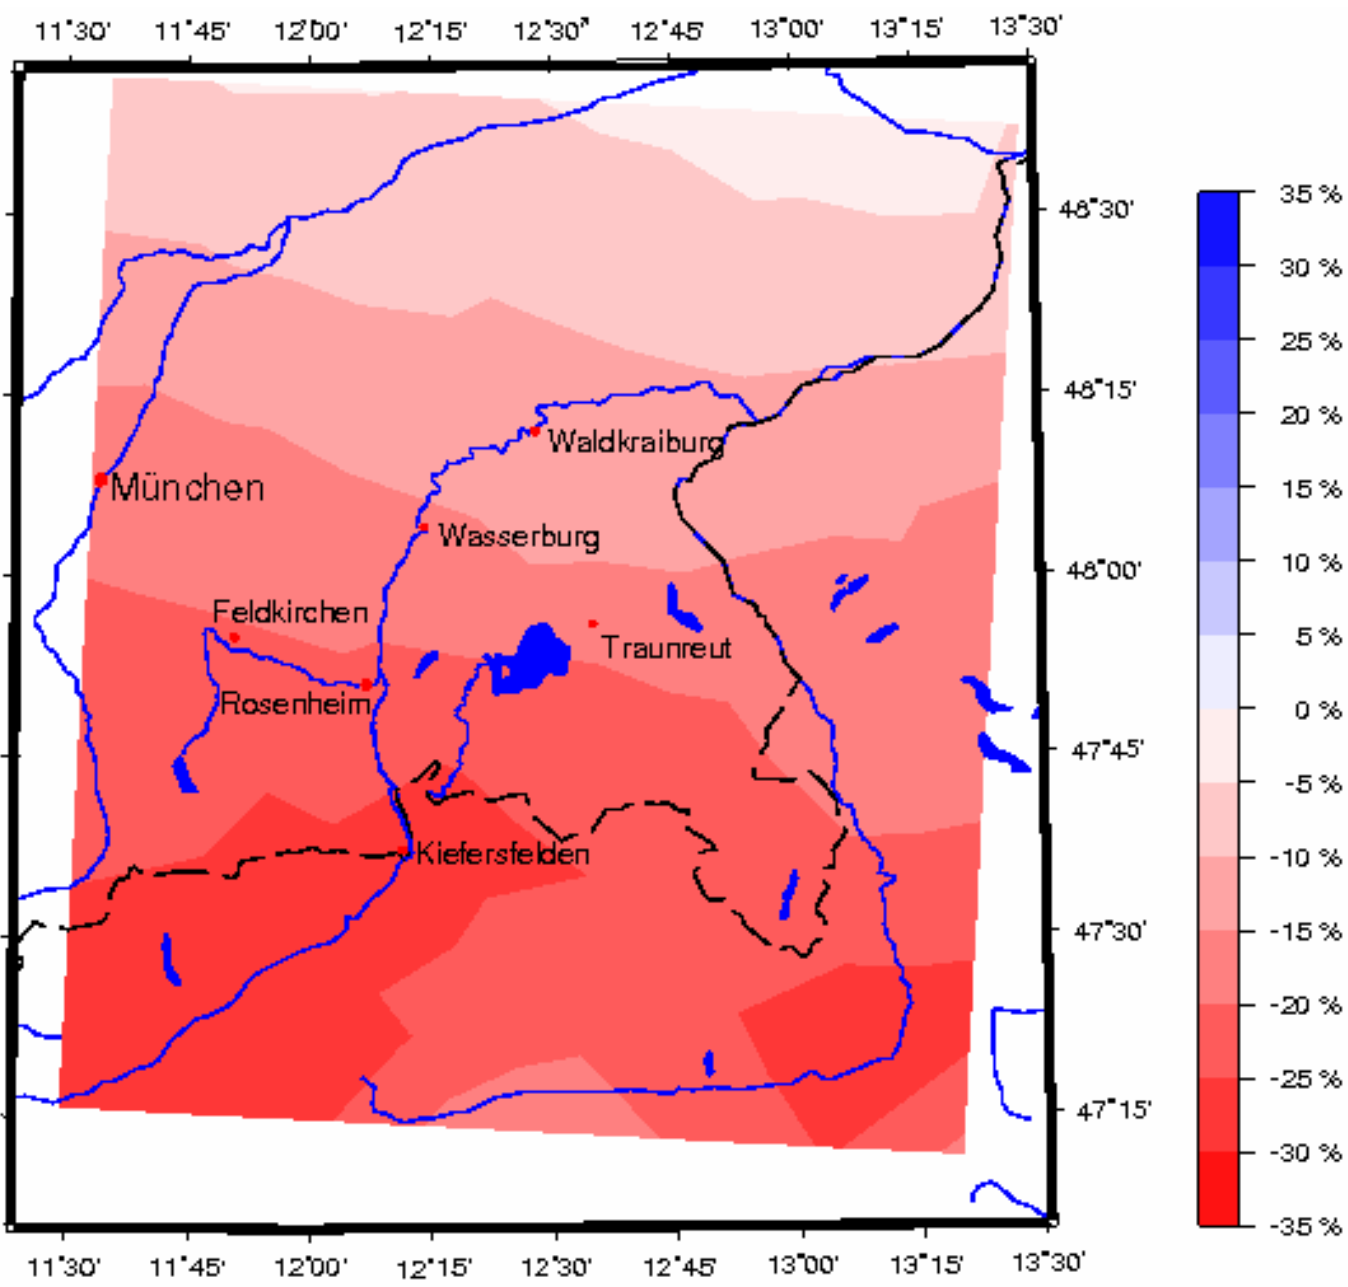 11°30' 11°45' 12°00' 12°15' 12°30' 12°45' 13°00' 13°15' 13°30'
35 %
48°30'
30 %
25 %
48°15'
20 %
Waldkraiburg
München
15 %
Wasserburg
10 %
48°00'
Feldkirchen
5 %
Traunreut
Rosenheim
0 %
47°45'
-5 %
Kiefersfelden
-10 %
47°30'
-15 %
-20 %
-25 %
47°15'
-30 %
-35 %
11°30' 11°45' 12°00' 12°15' 12°30' 12°45' 13°00' 13°15' 13°30'